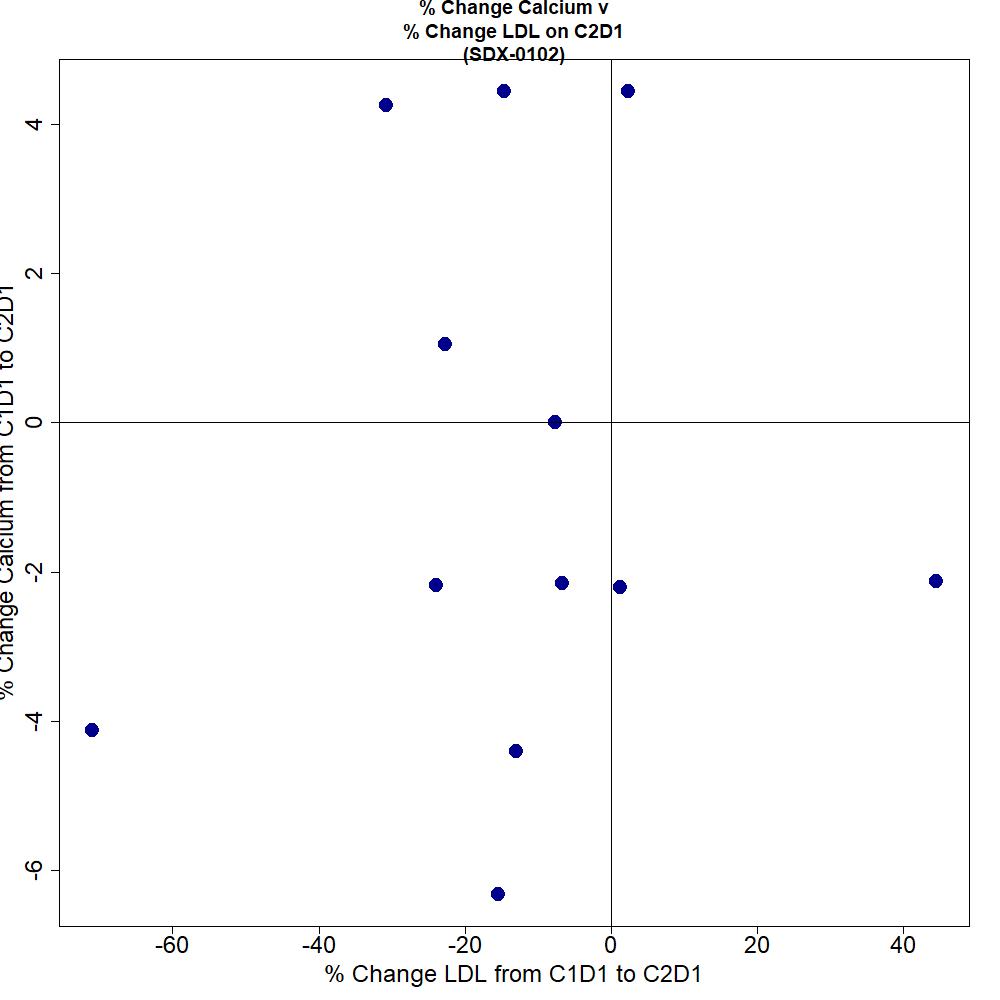 % Change Calcium v
% Change LDL on C2D1
(SDX-0102)
% Change Calcium from C1D1 to C2D1
4
2
0
-2
-4
-6
-60
-40
-20
0
20
40
% Change LDL from C1D1 to C2D1